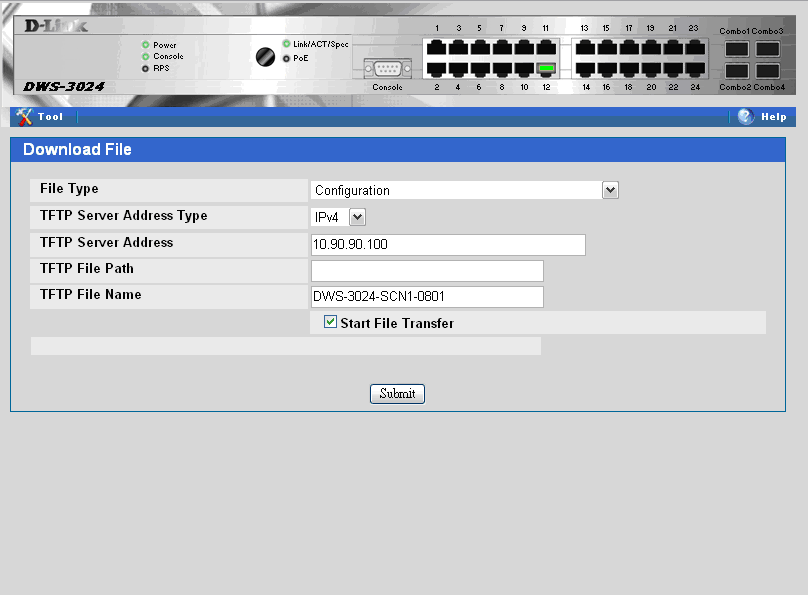 D-Link
1 3 5 7 9 11 13 15 17 19 21 23
Combo1 Combo3
Power
Console
RPS
Link/ACT/Spee
PoE
Console
2 4 6 8 10 12 14 16 18 20 22 24
Combo2 Combo4
DWS-3024
Tool
Help
Download File
File Type
Configuration
TFTP Server Address Type
IPv4
TFTP Server Address
10.90.90.100
TFTP File Path
TFTP File Name
DWS-3024-SCN1-0801
Start File Transfer
Submit